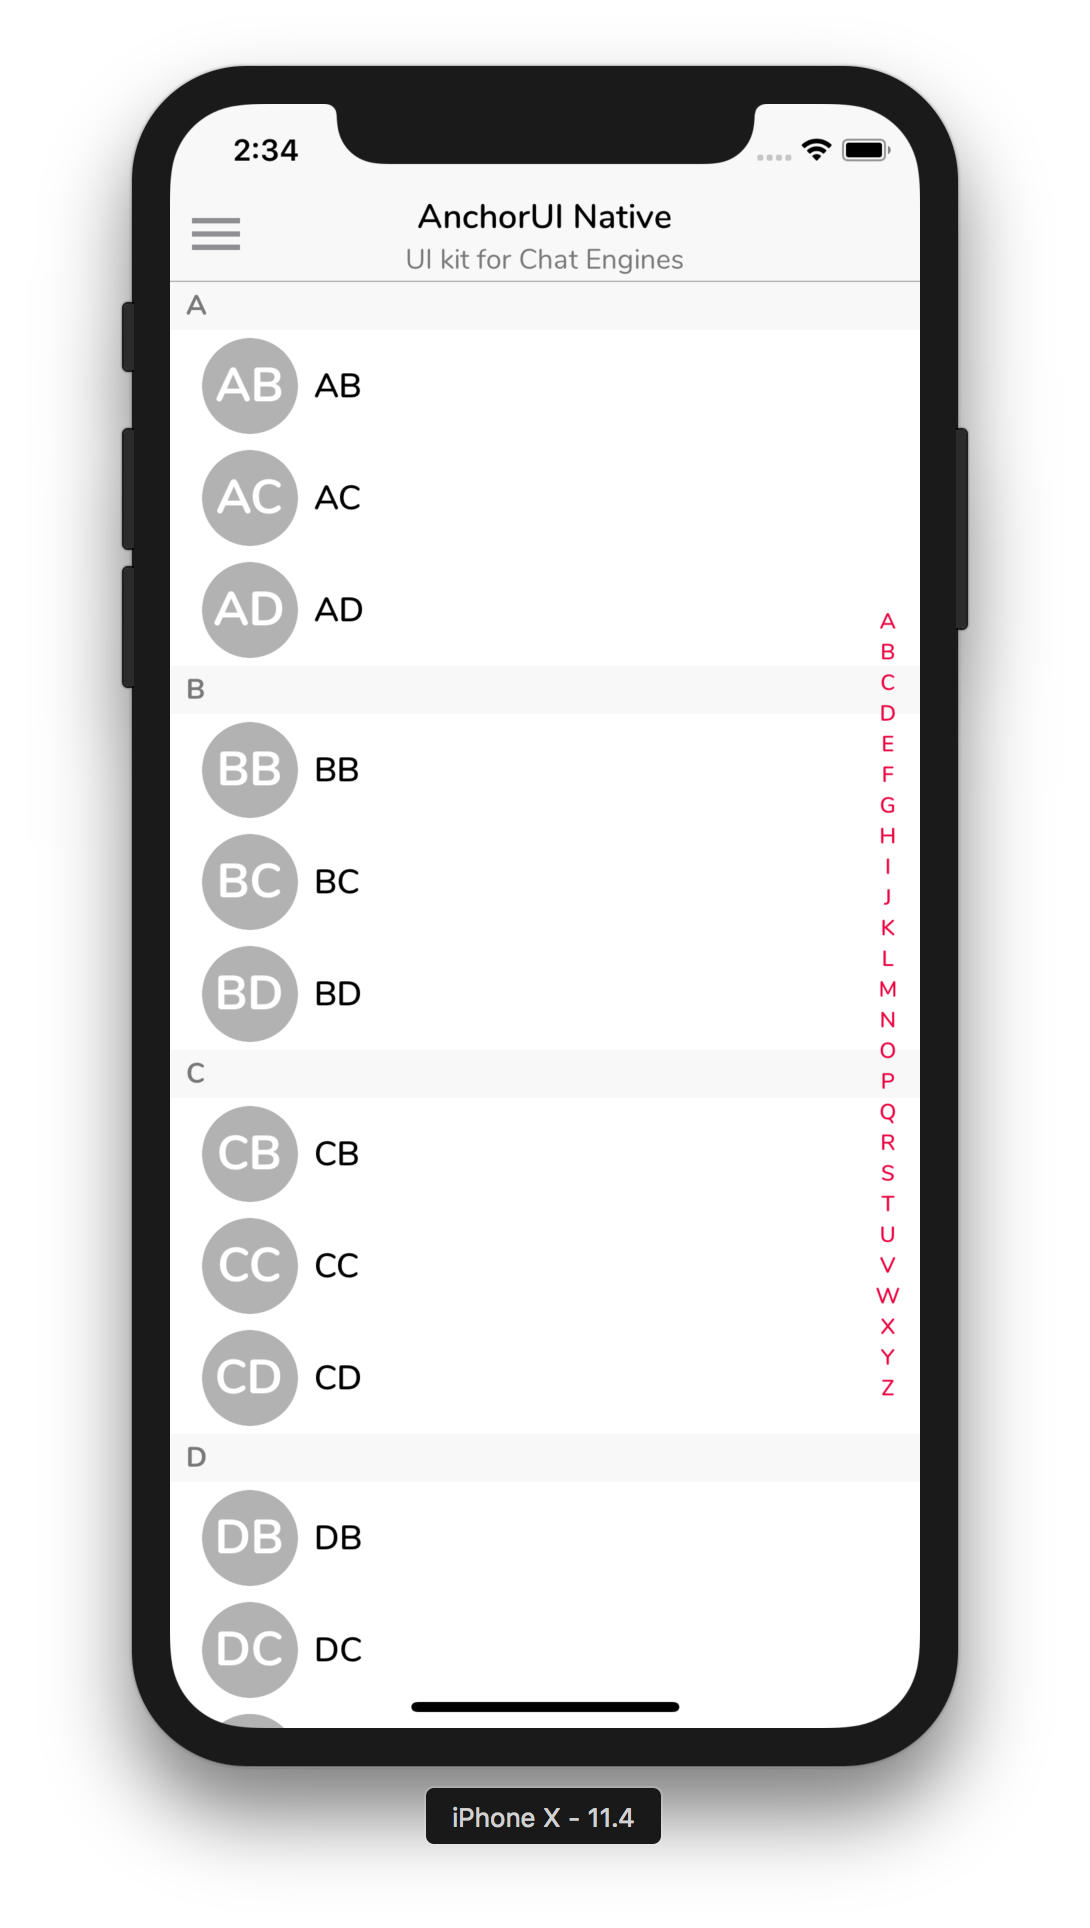 2:34
AnchorUI Native
UI kit for Chat Engines
A
AB AB
AC AC
AD AD
B
BB BB
BC BC
BD BD
C
CB CB
CC CC
CD CD
D
DB DB
DC DC
A
B
C
D
E
F
G
H
I
J
K
L
M
N
O
P
Q
R
S
T
U
V
W
X
Y
Z
iPhone X - 11.4